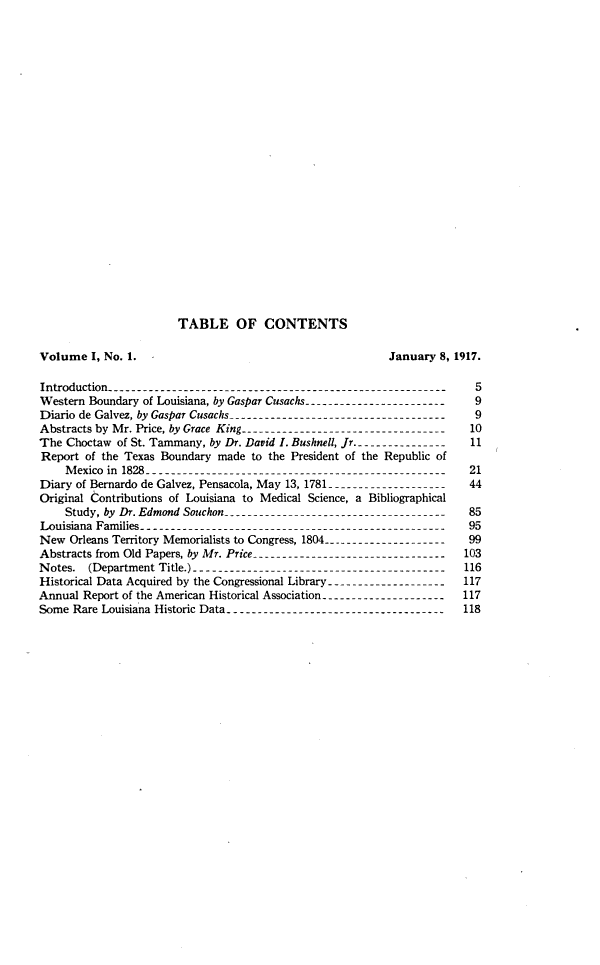 TABLE OF CONTENTS
Volume I, No. 1. January 8, 1917.
Introduction 5
Western Boundary of Louisiana, by Gaspar Cusachs 9
Diario de Galvez, by Gaspar Cusachs 9
Abstracts by Mr. Price, by Grace King 10
The Choctaw of St. Tammany, by Dr. David I. Bushnell, Jr. 11
Report of the Texas Boundary made to the President of the Republic of
Mexico in 1828 21
Diary of Bernardo de Galvez, Pensacola, May 13, 1781 44
Original Contributions of Louisiana to Medical Science, a Bibliographical
Study, by Dr. Edmond Souchon 85
Louisiana Families 95
New Orleans Territory Memorialists to Congress, 1804 99
Abstracts from Old Papers, by Mr. Price 103
Notes. (Department Title.) 116
Historical Data Acquired by the Congressional Library 117
Annual Report of the American Historical Association 117
Some Rare Louisiana Historic Data 118